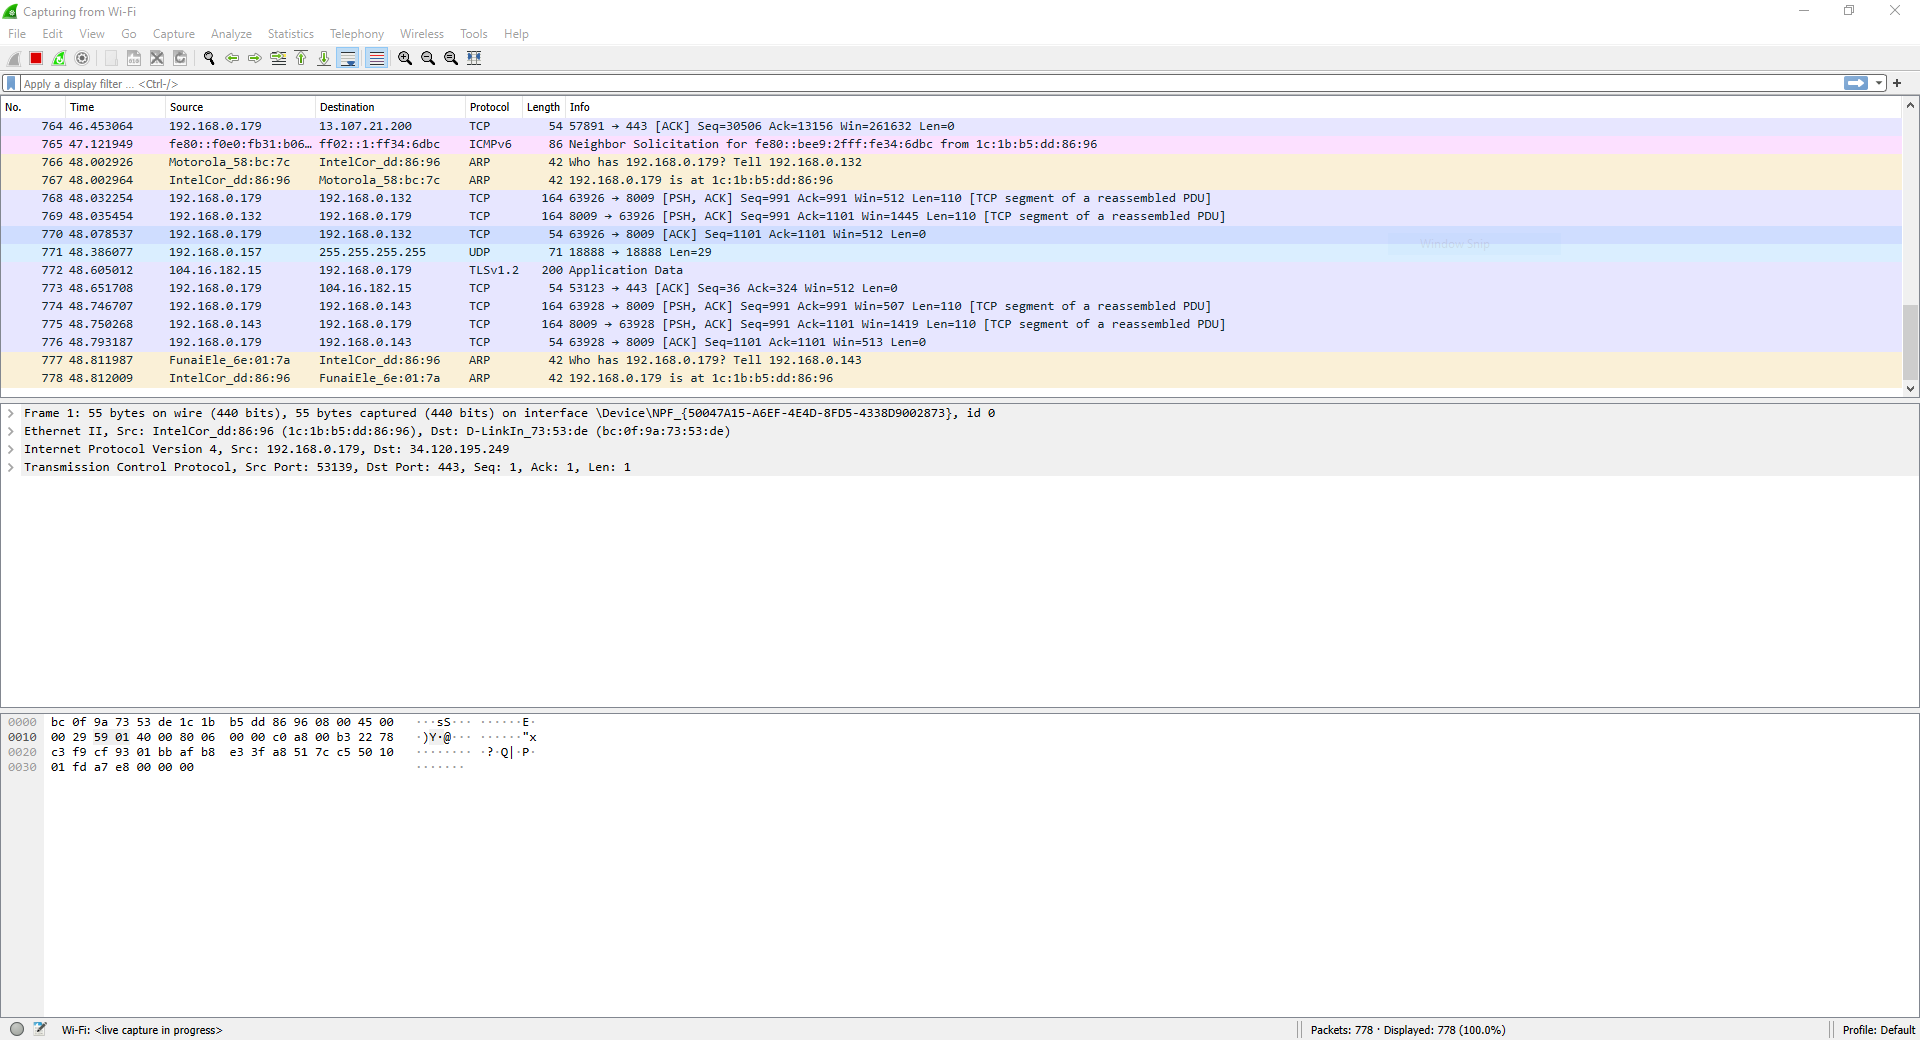 Capturing from Wi-Fi
File Edit View Go Capture Analyze Statistics Telephony Wireless Tools Help
Apply a display filter ... <Ctrl-/>
No. Time Source Destination Protocol Length Info
764 46.453064 192.168.0.179 13.107.21.200 TCP 54 57891 → 443 [ACK] Seq=30506 Ack=13156 Win=261632 Len=0
765 47.121949 fe80::f0e0:fb31:b06… ff02::1:ff34:6dbc ICMPv6 86 Neighbor Solicitation for fe80::bee9:2fff:fe34:6dbc from 1c:1b:b5:dd:86:96
766 48.002926 Motorola_58:bc:7c IntelCor_dd:86:96 ARP 42 Who has 192.168.0.179? Tell 192.168.0.132
767 48.002964 IntelCor_dd:86:96 Motorola_58:bc:7c ARP 42 192.168.0.179 is at 1c:1b:b5:dd:86:96
768 48.032254 192.168.0.179 192.168.0.132 TCP 164 63926 → 8009 [PSH, ACK] Seq=991 Ack=991 Win=512 Len=110 [TCP segment of a reassembled PDU]
769 48.035454 192.168.0.132 192.168.0.179 TCP 164 8009 → 63926 [PSH, ACK] Seq=991 Ack=1101 Win=1445 Len=110 [TCP segment of a reassembled PDU]
770 48.078537 192.168.0.179 192.168.0.132 TCP 54 63926 → 8009 [ACK] Seq=1101 Ack=1101 Win=512 Len=0
Window Snip
771 48.386077 192.168.0.157 255.255.255.255 UDP 71 18888 → 18888 Len=29
772 48.605012 104.16.182.15 192.168.0.179 TLSv1.2 200 Application Data
773 48.651708 192.168.0.179 104.16.182.15 TCP 54 53123 → 443 [ACK] Seq=36 Ack=324 Win=512 Len=0
774 48.746707 192.168.0.179 192.168.0.143 TCP 164 63928 → 8009 [PSH, ACK] Seq=991 Ack=991 Win=507 Len=110 [TCP segment of a reassembled PDU]
775 48.750268 192.168.0.143 192.168.0.179 TCP 164 8009 → 63928 [PSH, ACK] Seq=991 Ack=1101 Win=1419 Len=110 [TCP segment of a reassembled PDU]
776 48.793187 192.168.0.179 192.168.0.143 TCP 54 63928 → 8009 [ACK] Seq=1101 Ack=1101 Win=513 Len=0
777 48.811987 FunaiEle_6e:01:7a IntelCor_dd:86:96 ARP 42 Who has 192.168.0.179? Tell 192.168.0.143
778 48.812009 IntelCor_dd:86:96 FunaiEle_6e:01:7a ARP 42 192.168.0.179 is at 1c:1b:b5:dd:86:96
Frame 1: 55 bytes on wire (440 bits), 55 bytes captured (440 bits) on interface \Device\NPF_{50047A15-A6EF-4E4D-8FD5-4338D9002873}, id 0
Ethernet II, Src: IntelCor_dd:86:96 (1c:1b:b5:dd:86:96), Dst: D-LinkIn_73:53:de (bc:0f:9a:73:53:de)
Internet Protocol Version 4, Src: 192.168.0.179, Dst: 34.120.195.249
Transmission Control Protocol, Src Port: 53139, Dst Port: 443, Seq: 1, Ack: 1, Len: 1
0000 bc 0f 9a 73 53 de 1c 1b b5 dd 86 96 08 00 45 00 ···sS··· ······E·
0010 00 29 59 01 40 00 80 06 00 00 c0 a8 00 b3 22 78 ·)Y·@··· ······"x
0020 c3 f9 cf 93 01 bb af b8 e3 3f a8 51 7c c5 50 10 ········ ·?·Q|·P·
0030 01 fd a7 e8 00 00 00 ·······
Wi-Fi: <live capture in progress>
Packets: 778 · Displayed: 778 (100.0%)
Profile: Default